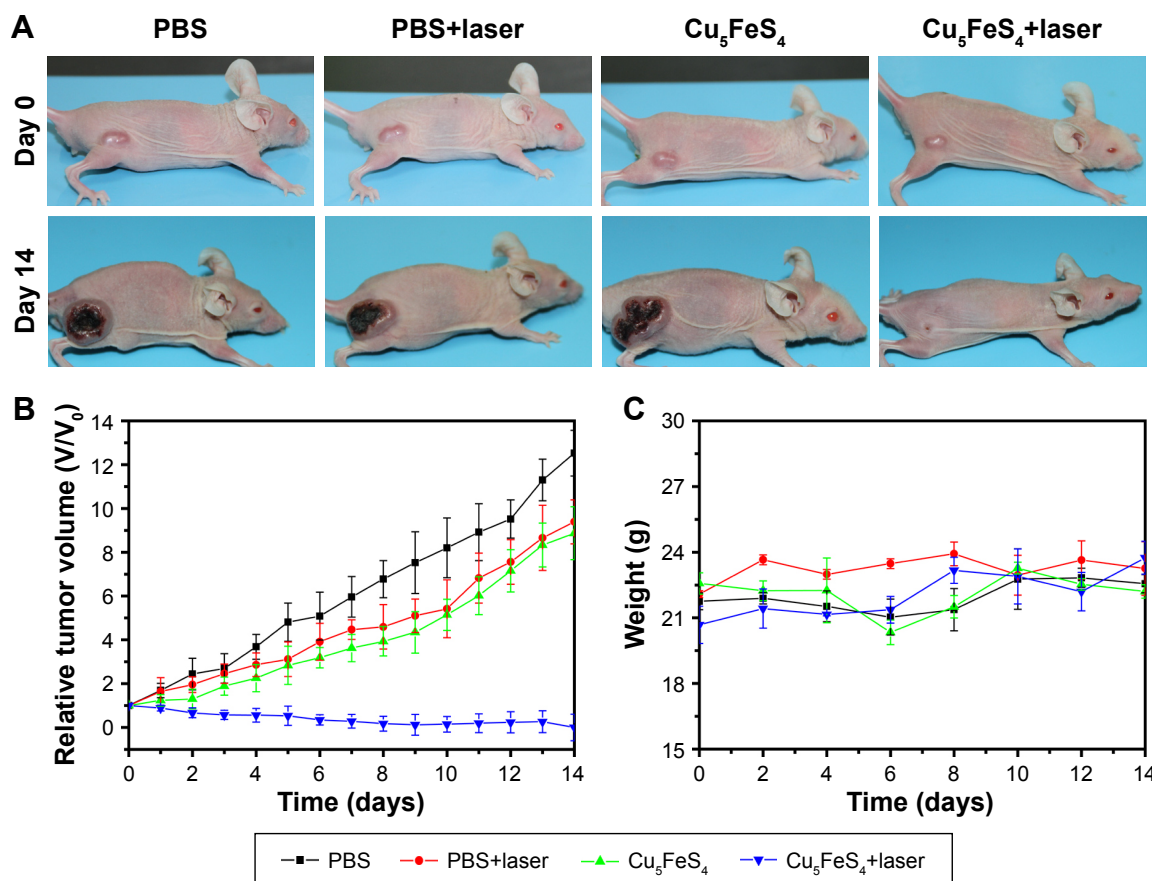 A
PBS
PBS+laser
Cu₅FeS₄
Cu₅FeS₄+laser
Day 0
Day 14
B
Relative tumor volume (V/V₀)
14
12
10
8
6
4
2
0
0 2 4 6 8 10 12 14
Time (days)
C
Weight (g)
30
27
24
21
18
15
0 2 4 6 8 10 12 14
Time (days)
PBS PBS+laser Cu₅FeS₄ Cu₅FeS₄+laser